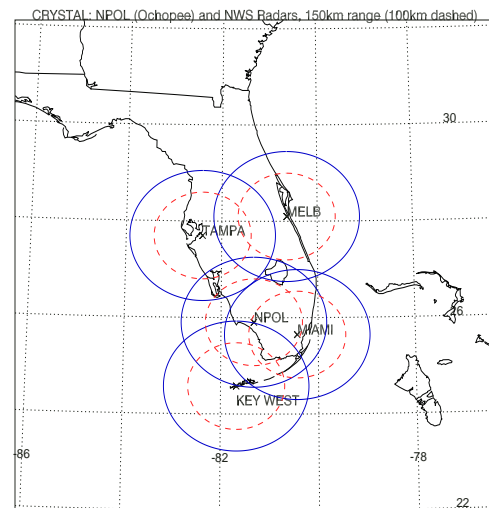 CRYSTAL: NPOL (Ochopee) and NWS Radars, 150km range (100km dashed)
30
MELB
TAMPA
26
NPOL
MIAMI
KEY WEST
-86
-82
-78
22